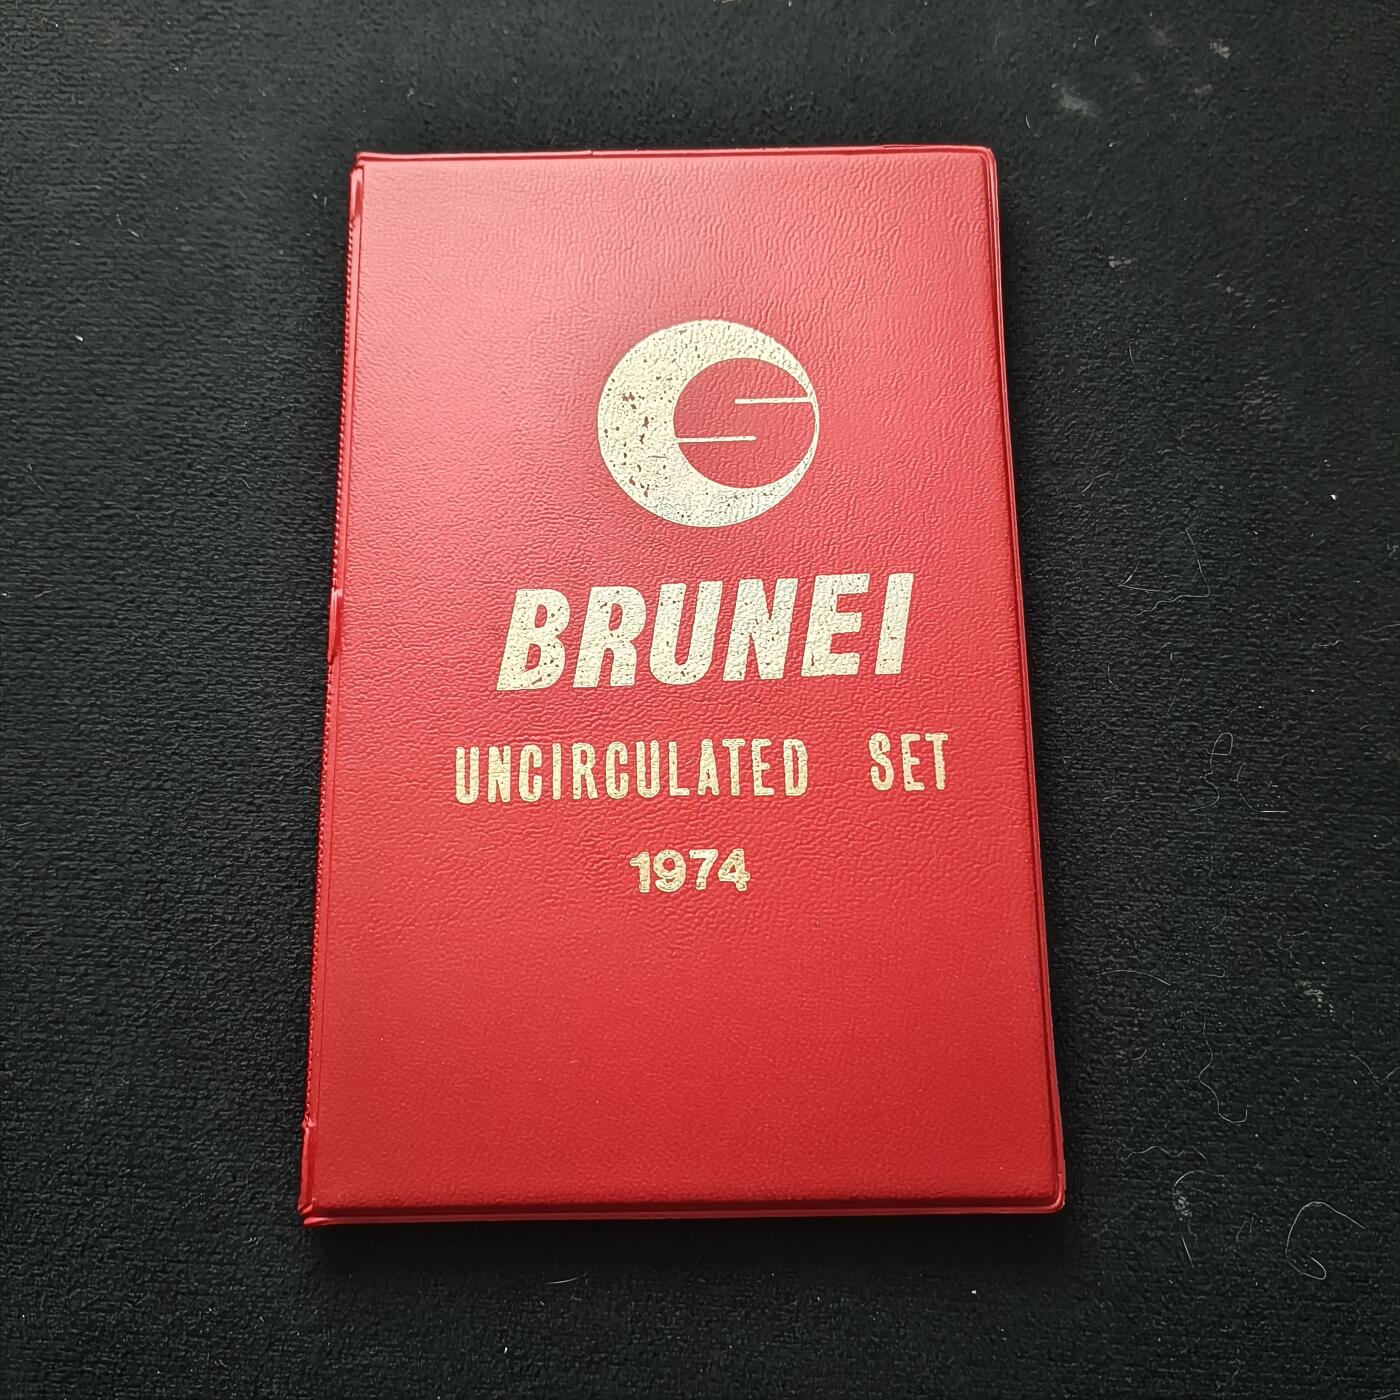 BRUNEI
UNCIRCULATED SET
1974